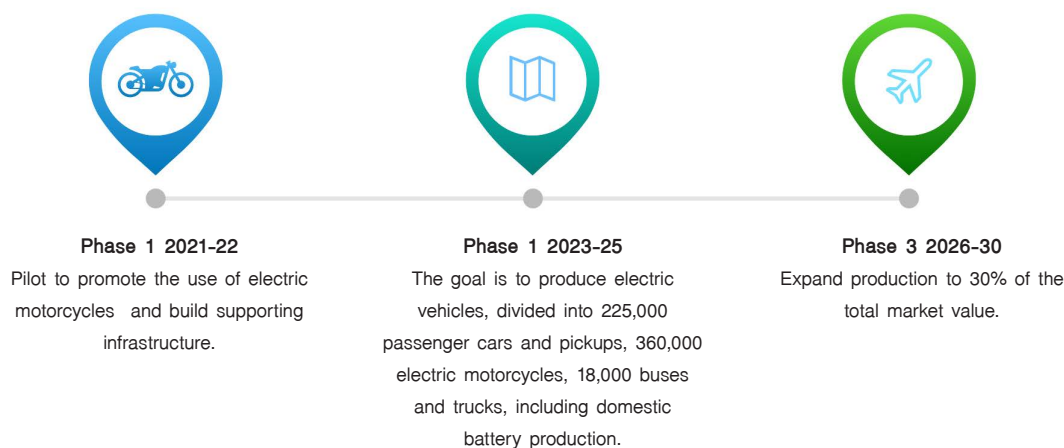 Phase 1 2021-22
Pilot to promote the use of electric
motorcycles and build supporting
infrastructure.
Phase 1 2023-25
The goal is to produce electric
vehicles, divided into 225,000
passenger cars and pickups, 360,000
electric motorcycles, 18,000 buses
and trucks, including domestic
battery production.
Phase 3 2026-30
Expand production to 30% of the
total market value.